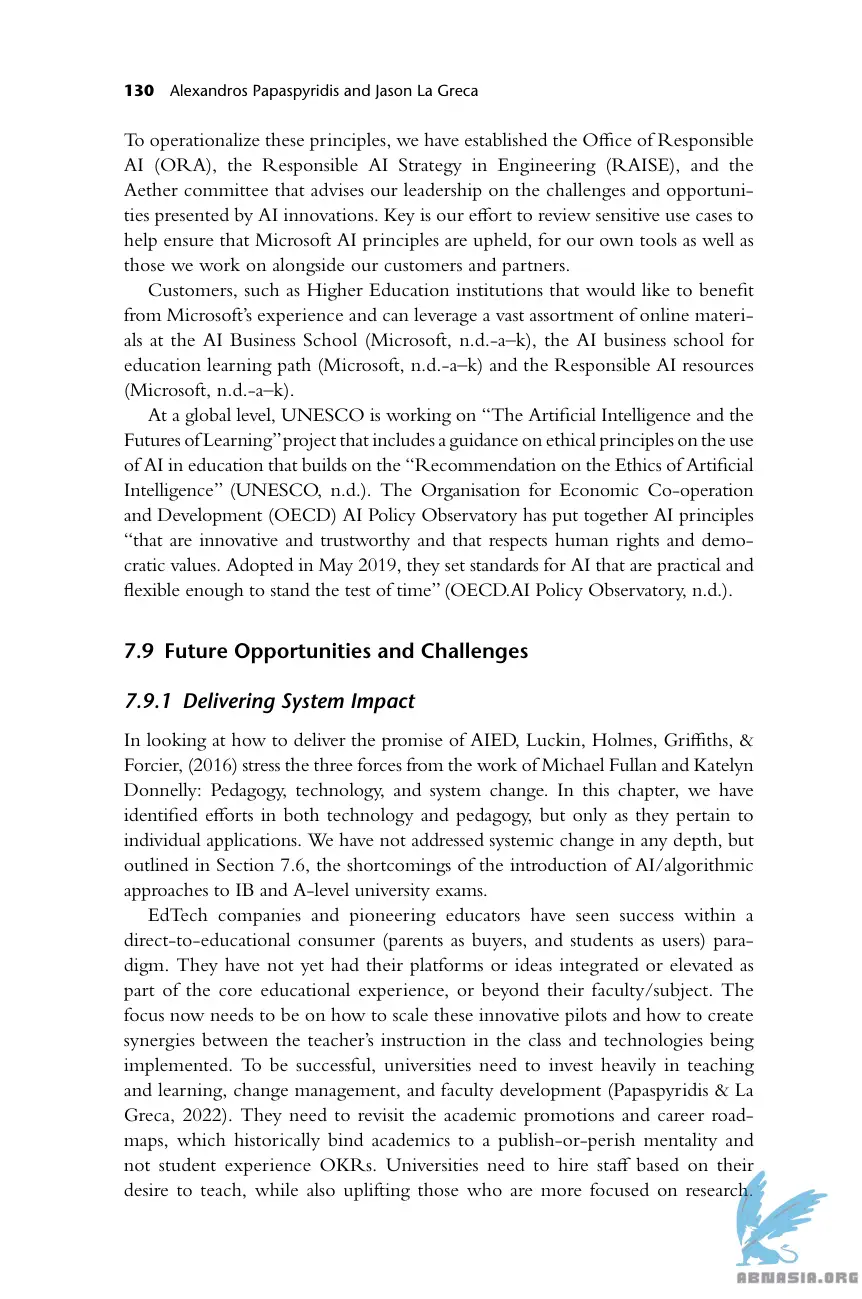 130 Alexandros Papaspyridis and Jason La Greca
To operationalize these principles, we have established the Office of Responsible
AI (ORA), the Responsible AI Strategy in Engineering (RAISE), and the
Aether committee that advises our leadership on the challenges and opportuni-
ties presented by AI innovations. Key is our effort to review sensitive use cases to
help ensure that Microsoft AI principles are upheld, for our own tools as well as
those we work on alongside our customers and partners.
Customers, such as Higher Education institutions that would like to benefit
from Microsoft’s experience and can leverage a vast assortment of online materi-
als at the AI Business School (Microsoft, n.d.-a–k), the AI business school for
education learning path (Microsoft, n.d.-a–k) and the Responsible AI resources
(Microsoft, n.d.-a–k).
At a global level, UNESCO is working on “The Artificial Intelligence and the
Futures of Learning” project that includes a guidance on ethical principles on the use
of AI in education that builds on the “Recommendation on the Ethics of Artificial
Intelligence” (UNESCO, n.d.). The Organisation for Economic Co-operation
and Development (OECD) AI Policy Observatory has put together AI principles
“that are innovative and trustworthy and that respects human rights and demo-
cratic values. Adopted in May 2019, they set standards for AI that are practical and
flexible enough to stand the test of time” (OECD.AI Policy Observatory, n.d.).
7.9 Future Opportunities and Challenges
7.9.1 Delivering System Impact
In looking at how to deliver the promise of AIED, Luckin, Holmes, Griffiths, &
Forcier, (2016) stress the three forces from the work of Michael Fullan and Katelyn
Donnelly: Pedagogy, technology, and system change. In this chapter, we have
identified efforts in both technology and pedagogy, but only as they pertain to
individual applications. We have not addressed systemic change in any depth, but
outlined in Section 7.6, the shortcomings of the introduction of AI/algorithmic
approaches to IB and A-level university exams.
EdTech companies and pioneering educators have seen success within a
direct-to-educational consumer (parents as buyers, and students as users) para-
digm. They have not yet had their platforms or ideas integrated or elevated as
part of the core educational experience, or beyond their faculty/subject. The
focus now needs to be on how to scale these innovative pilots and how to create
synergies between the teacher’s instruction in the class and technologies being
implemented. To be successful, universities need to invest heavily in teaching
and learning, change management, and faculty development (Papaspyridis & La
Greca, 2022). They need to revisit the academic promotions and career road-
maps, which historically bind academics to a publish-or-perish mentality and
not student experience OKRs. Universities need to hire staff based on their
desire to teach, while also uplifting those who are more focused on research.
ABNASIA.ORG